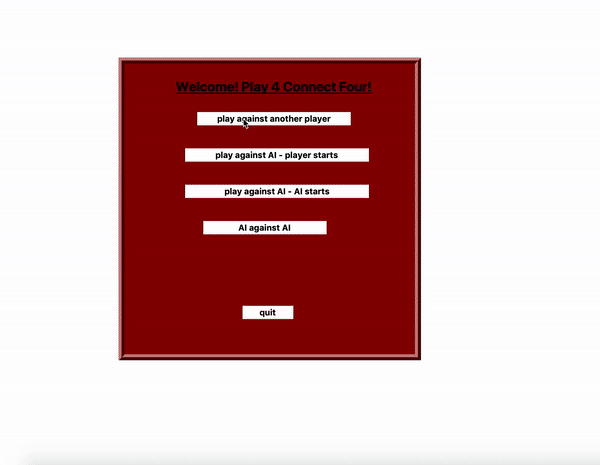 Welcome! Play 4 Connect Four!
play against another player
play against AI - player starts
play against AI - AI starts
AI against AI
quit